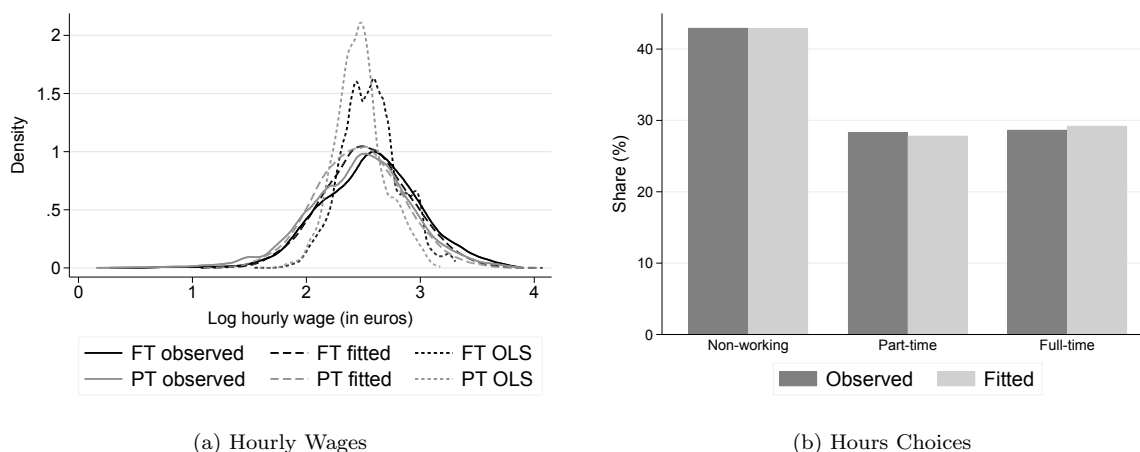 Density
2
1.5
1
.5
0
0 1 2 3 4
Log hourly wage (in euros)
FT observed FT fitted FT OLS
PT observed PT fitted PT OLS
(a) Hourly Wages
Share (%)
40
30
20
10
0
Non-working Part-time Full-time
Observed Fitted
(b) Hours Choices